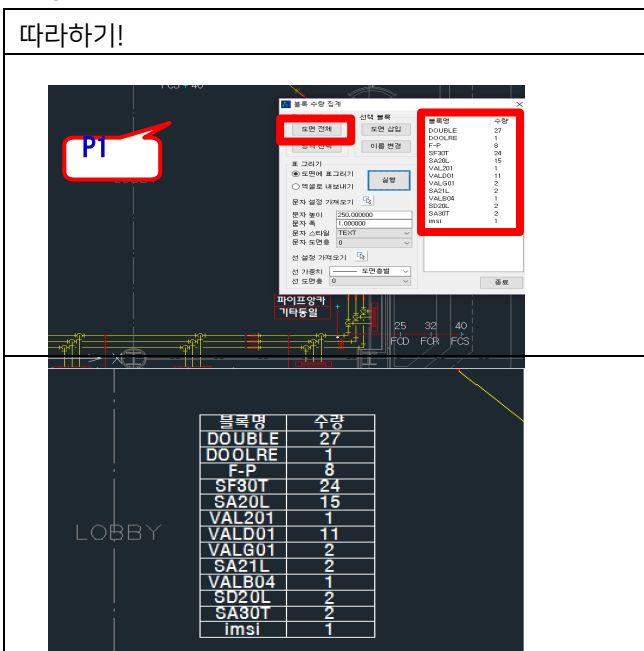 따라하기!
FCS + 40
P1
블록 수량 집계
선택 블록
도면 전체
도면 삽입
이름 변경
표 그리기
도면에 표그리기
엑셀로 내보내기
실행
문자 설정 가져오기
문자 높이 250.000000
문자 폭 1.000000
문자 스타일 TEXT
문자 도면층 0
선 설정 가져오기
선 가중치 도면층별
선 도면층 0
블록명 수량
DOUBLE 27
DOOLRE 1
F-P 8
SF30T 24
SA20L 15
VAL201 1
VALD01 11
VALG01 2
SA21L 2
VALB04 1
SD20L 2
SA30T 2
imsi 1
종료
파이프앙카
기타동일
25 32 40
FCD FCR FCS
LOBBY
블록명 수량
DOUBLE 27
DOOLRE 1
F-P 8
SF30T 24
SA20L 15
VAL201 1
VALD01 11
VALG01 2
SA21L 2
VALB04 1
SD20L 2
SA30T 2
imsi 1